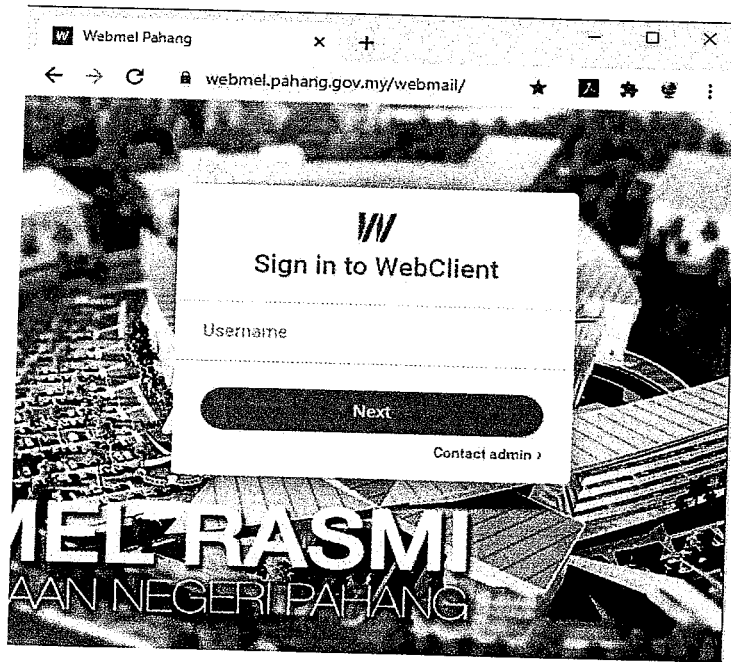 W Webmel Pahang
webmel.pahang.gov.my/webmail/
W
Sign in to WebClient
Username
Next
Contact admin ›
MEL RASMI
AAN NEGERI PAHANG